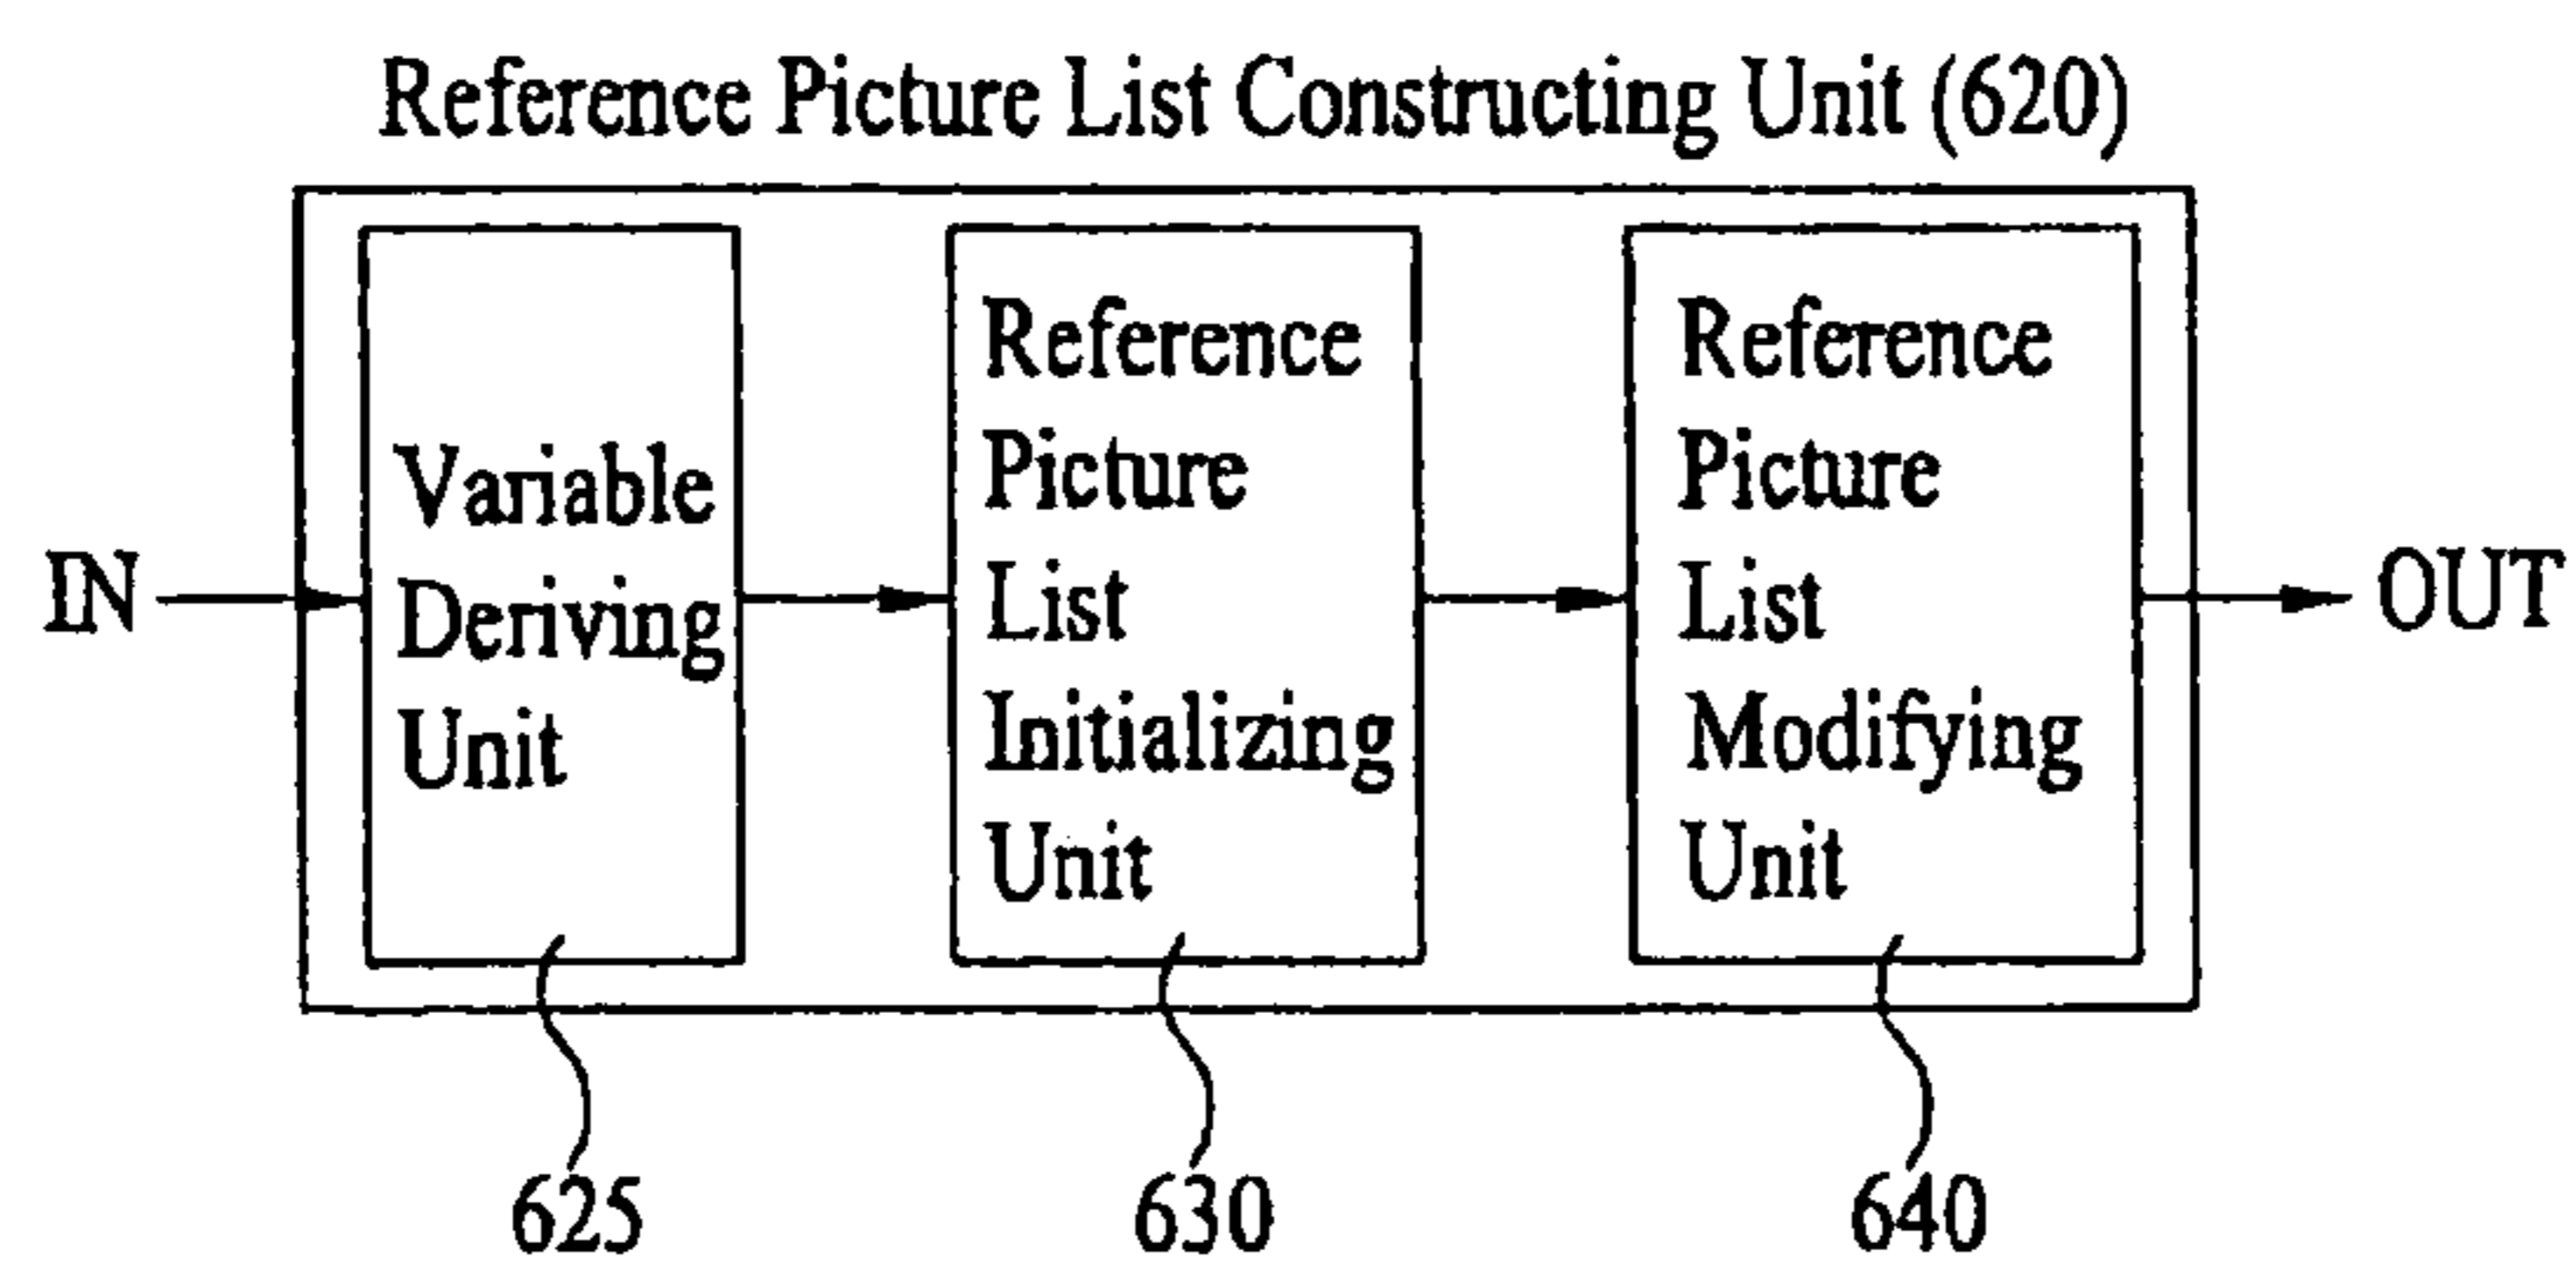 Reference Picture List Constructing Unit (620)
IN
Variable
Deriving
Unit
Reference
Picture
List
Initializing
Unit
Reference
Picture
List
Modifying
Unit
OUT
625
630
640